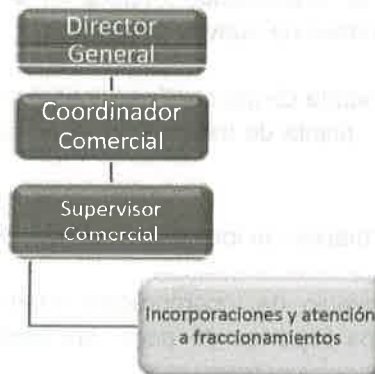 Director
General
Coordinador
Comercial
Supervisor
Comercial
Incorporaciones y atención
a fraccionamientos